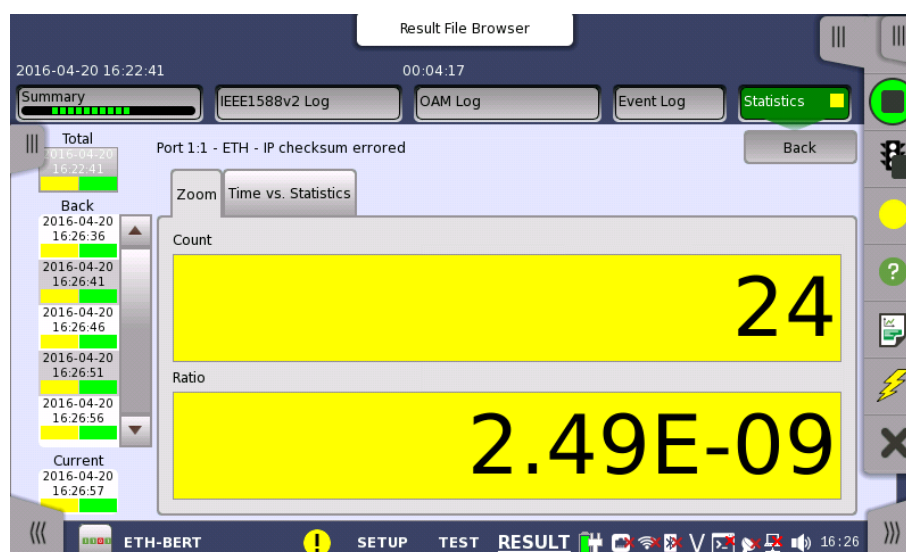 Result File Browser
2016-04-20 16:22:41
00:04:17
Summary
IEEE1588v2 Log
OAM Log
Event Log
Statistics
Total
2016-04-20
16:22:41
Back
2016-04-20
16:26:36
2016-04-20
16:26:41
2016-04-20
16:26:46
2016-04-20
16:26:51
2016-04-20
16:26:56
Current
2016-04-20
16:26:57
Port 1:1 - ETH - IP checksum errored
Back
Zoom
Time vs. Statistics
Count
24
Ratio
2.49E-09
ETH-BERT
SETUP
TEST
RESULT
16:26